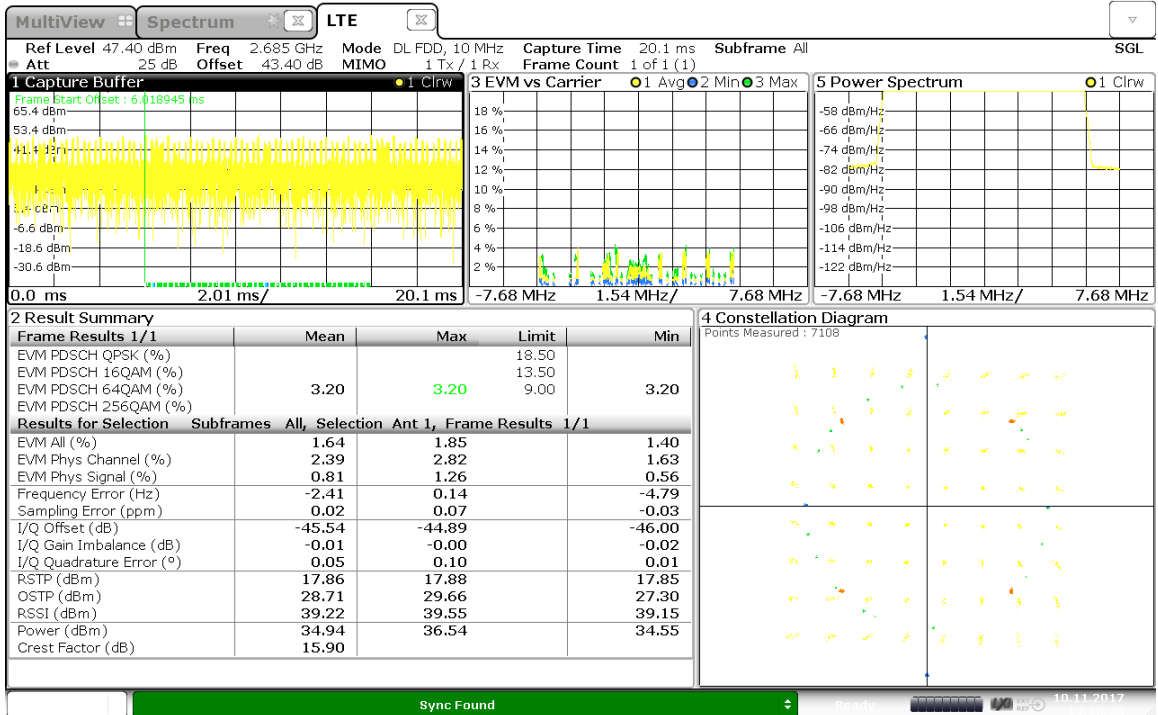 MultiView Spectrum LTE
Ref Level 47.40 dBm Freq 2.685 GHz Mode DL FDD, 10 MHz Capture Time 20.1 ms Subframe All SGL
Att 25 dB Offset 43.40 dB MIMO 1 Tx / 1 Rx Frame Count 1 of 1 (1)
1 Capture Buffer 1 Clrw
Frame Start Offset : 6.018945 ms
65.4 dBm
53.4 dBm
41.4 dBm
-6.6 dBm
-18.6 dBm
-30.6 dBm
0.0 ms 2.01 ms/ 20.1 ms
3 EVM vs Carrier 1 Avg 2 Min 3 Max
18 %
16 %
14 %
12 %
10 %
8 %
6 %
4 %
2 %
-7.68 MHz 1.54 MHz/ 7.68 MHz
5 Power Spectrum 1 Clrw
-58 dBm/Hz
-66 dBm/Hz
-74 dBm/Hz
-82 dBm/Hz
-90 dBm/Hz
-98 dBm/Hz
-106 dBm/Hz
-114 dBm/Hz
-122 dBm/Hz
-7.68 MHz 1.54 MHz/ 7.68 MHz
2 Result Summary
Frame Results 1/1 Mean Max Limit Min
EVM PDSCH QPSK (%) 18.50
EVM PDSCH 16QAM (%) 13.50
EVM PDSCH 64QAM (%) 3.20 3.20 9.00 3.20
EVM PDSCH 256QAM (%)
Results for Selection Subframes All, Selection Ant 1, Frame Results 1/1
EVM All (%) 1.64 1.85 1.40
EVM Phys Channel (%) 2.39 2.82 1.63
EVM Phys Signal (%) 0.81 1.26 0.56
Frequency Error (Hz) -2.41 0.14 -4.79
Sampling Error (ppm) 0.02 0.07 -0.03
I/Q Offset (dB) -45.54 -44.89 -46.00
I/Q Gain Imbalance (dB) -0.01 -0.00 -0.02
I/Q Quadrature Error (º) 0.05 0.10 0.01
RSTP (dBm) 17.86 17.88 17.85
OSTP (dBm) 28.71 29.66 27.30
RSSI (dBm) 39.22 39.55 39.15
Power (dBm) 34.94 36.54 34.55
Crest Factor (dB) 15.90
4 Constellation Diagram
Points Measured : 7108
Sync Found
Ready
LXI EXT REF
10.11.2017